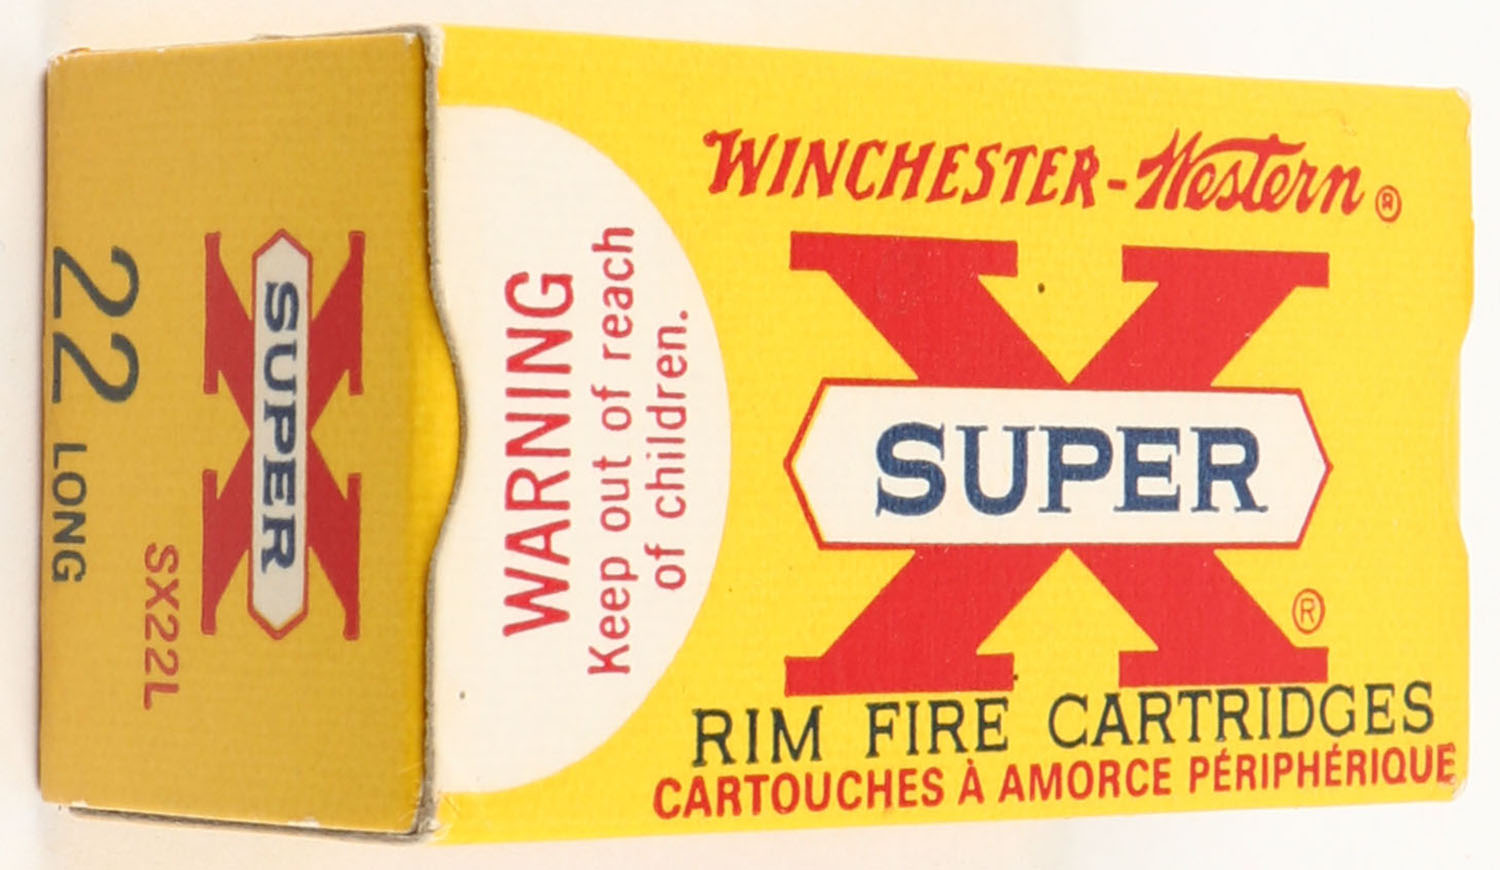 WINCHESTER-Western ®
X
SUPER
®
RIM FIRE CARTRIDGES
CARTOUCHES À AMORCE PÉRIPHÉRIQUE
WARNING
Keep out of reach
of children.
X
SUPER
SX22L
22 LONG